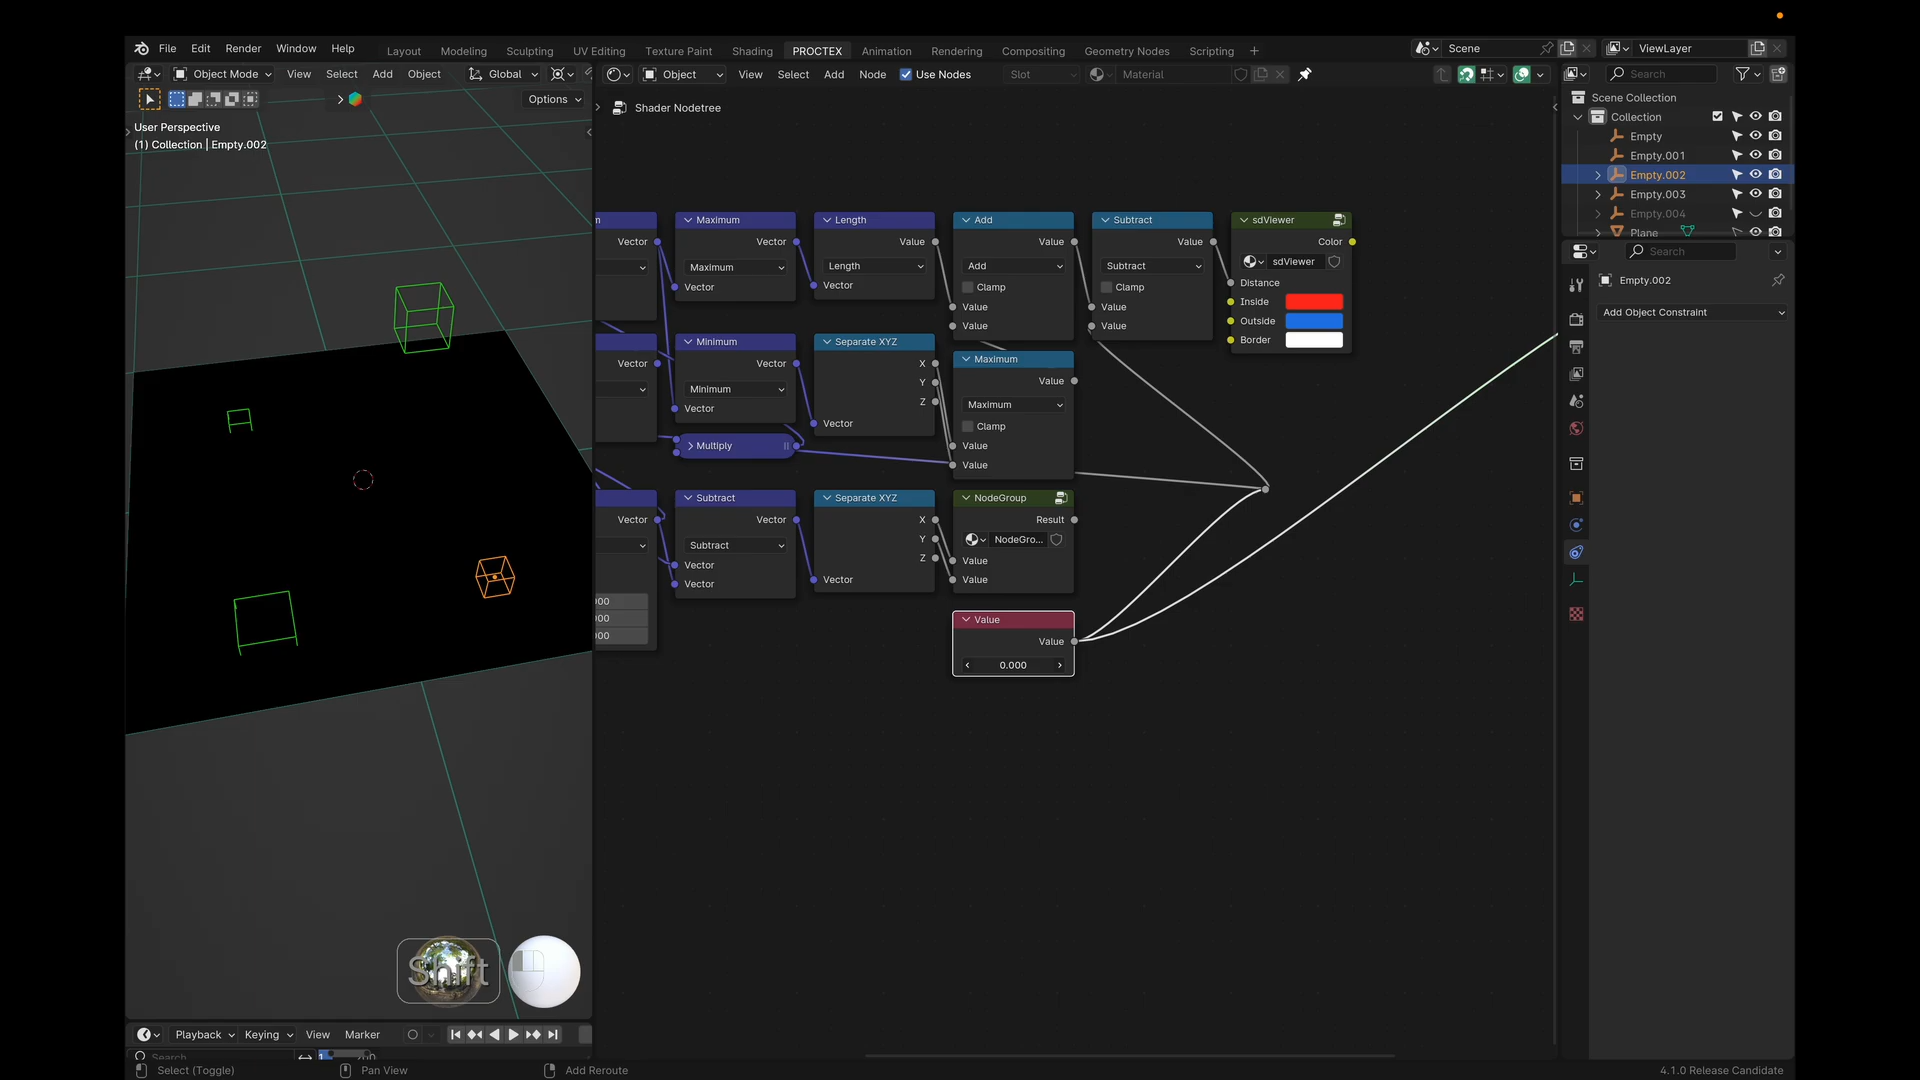 File Edit Render Window Help
Layout Modeling Sculpting UV Editing Texture Paint Shading PROCTEX Animation Rendering Compositing Geometry Nodes Scripting +
Scene
ViewLayer
Object Mode View Select Add Object Global
Object View Select Add Node Use Nodes Slot Material
Search
Options
Shader Nodetree
User Perspective
(1) Collection | Empty.002
Scene Collection
Collection
Empty
Empty.001
Empty.002
Empty.003
Empty.004
Plane
Search
Empty.002
Add Object Constraint
m
Vector
Vector
Vector
000
000
000
Maximum
Vector
Maximum
Vector
Length
Value
Length
Vector
Add
Value
Add
Clamp
Value
Value
Subtract
Value
Subtract
Clamp
Value
Value
sdViewer
Color
sdViewer
Distance
Inside
Outside
Border
Minimum
Vector
Minimum
Vector
Multiply
Separate XYZ
X
Y
Z
Vector
Maximum
Value
Maximum
Clamp
Value
Value
Subtract
Vector
Subtract
Vector
Vector
Separate XYZ
X
Y
Z
Vector
NodeGroup
Result
NodeGro...
Value
Value
Value
Value
0.000
Shift
Playback Keying View Marker
Search
Select (Toggle) Pan View Add Reroute
4.1.0 Release Candidate